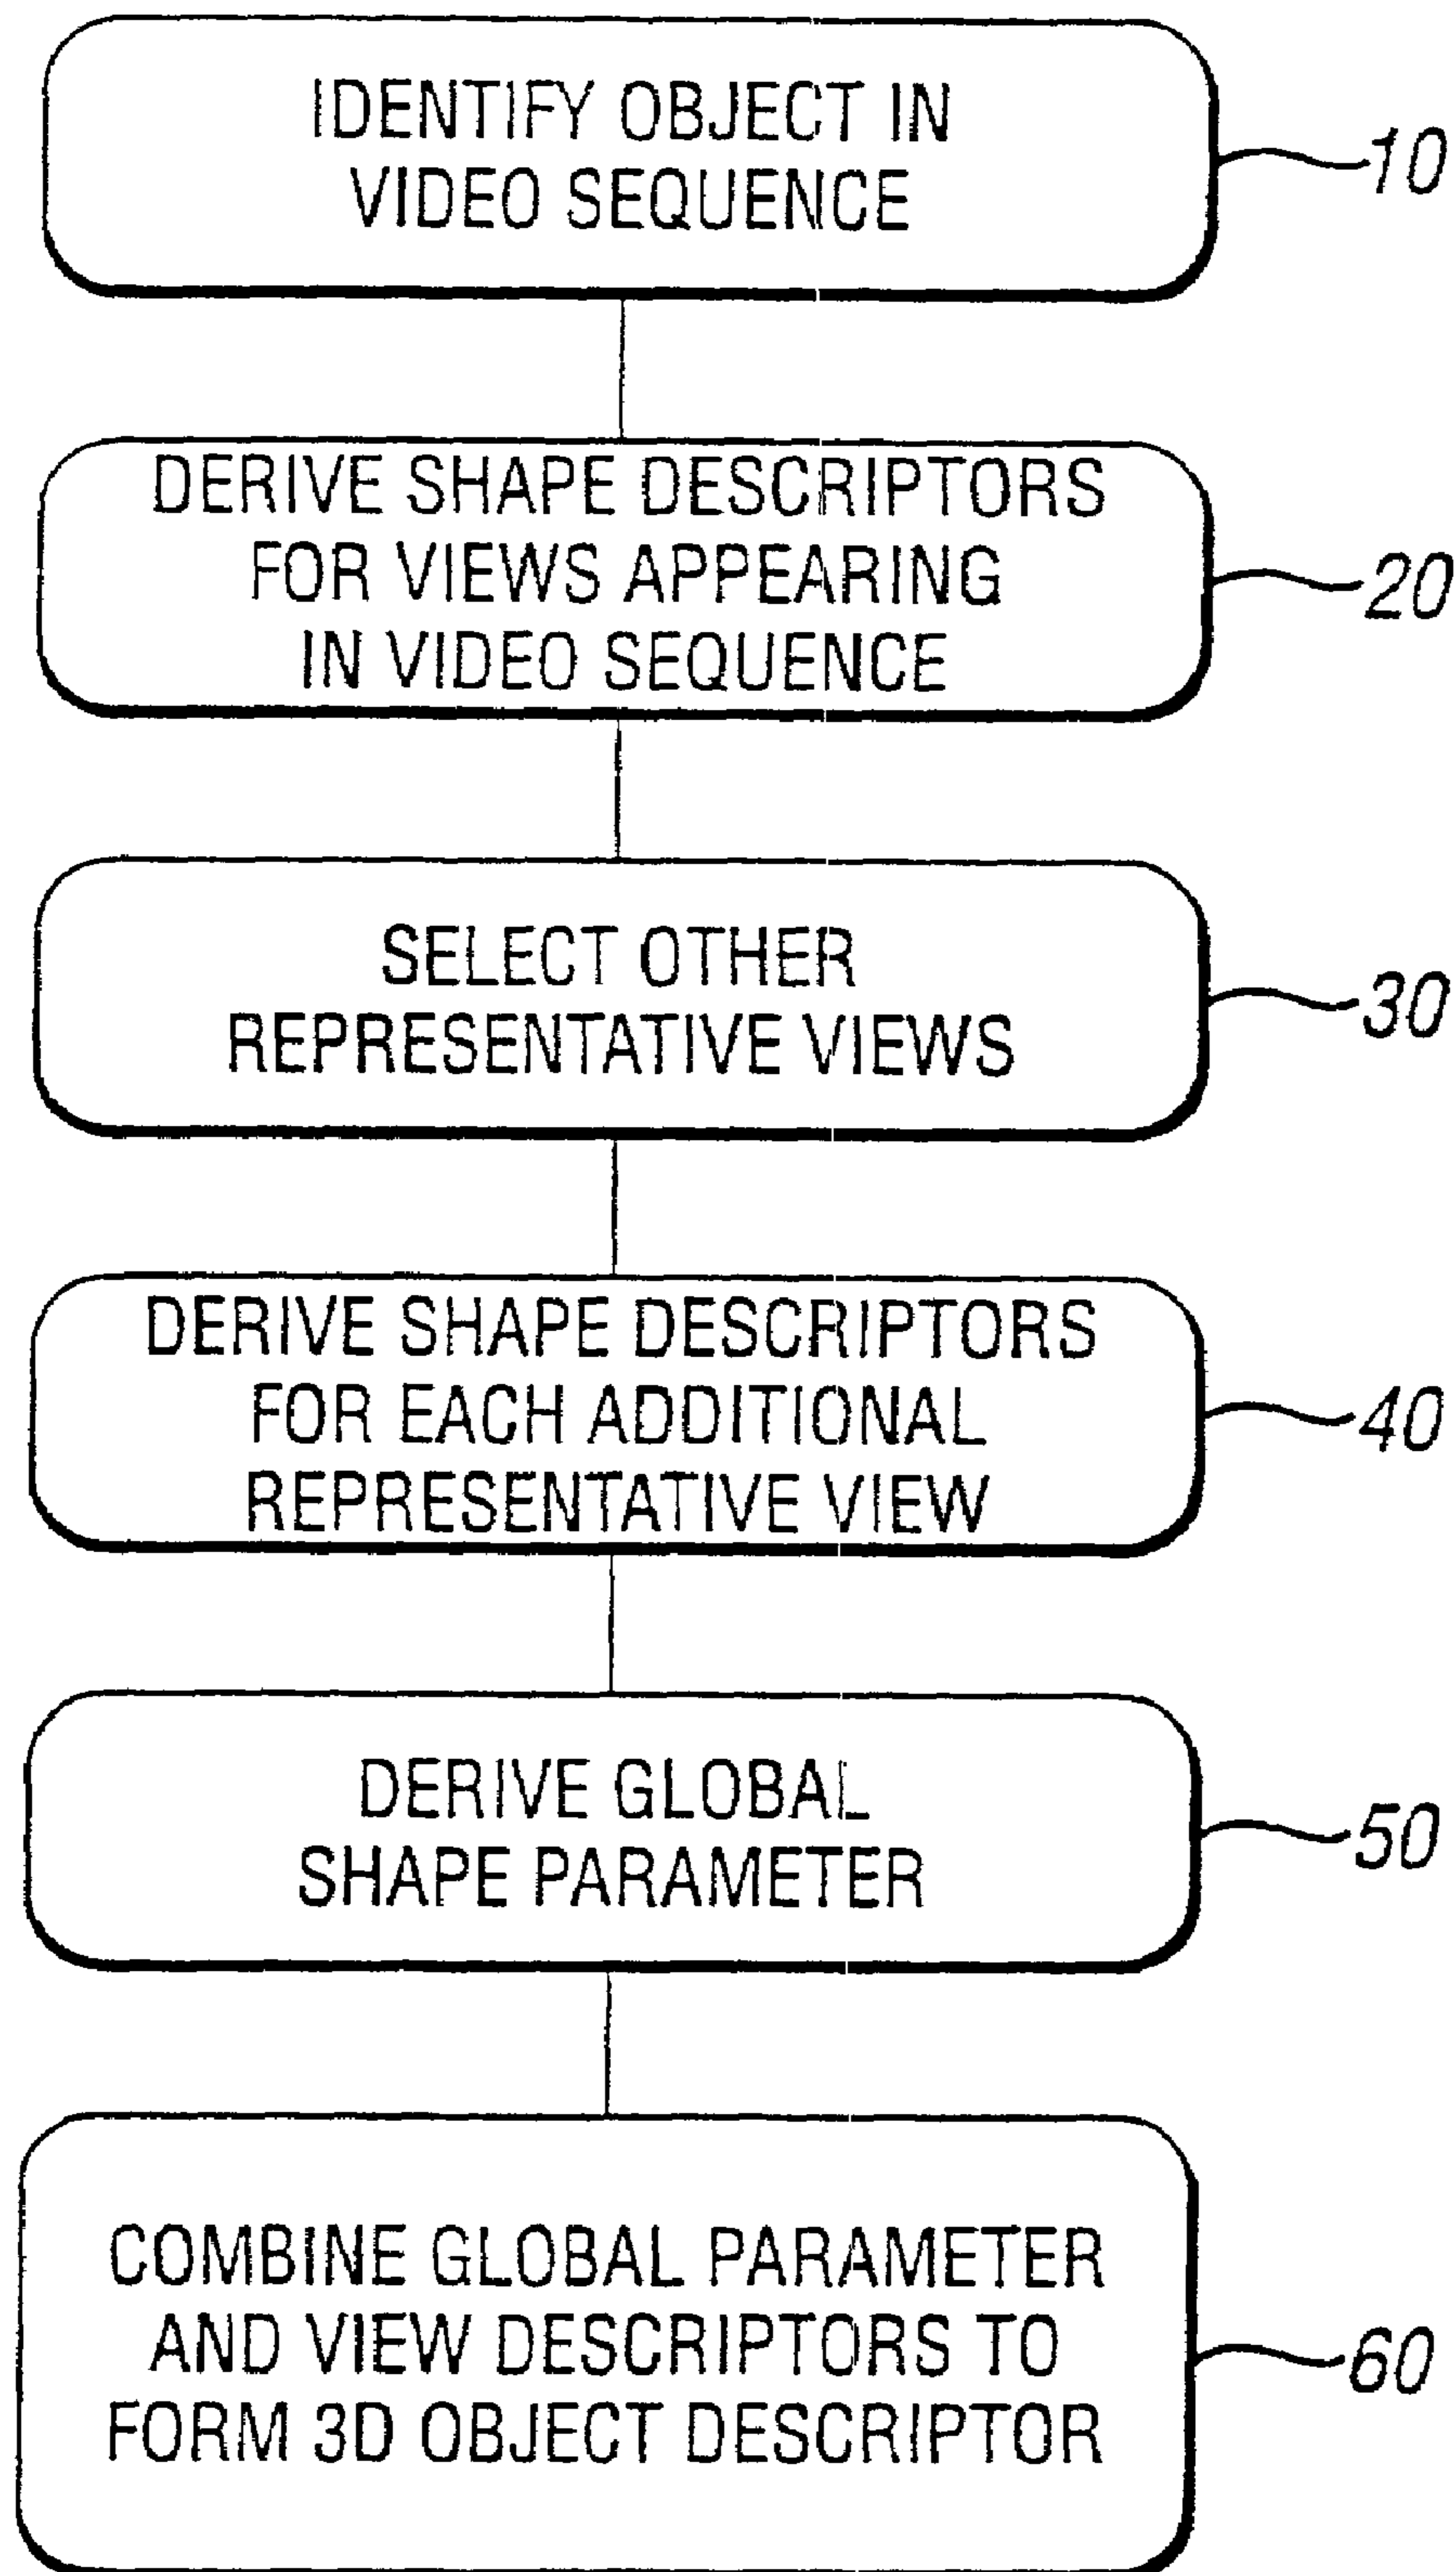 IDENTIFY OBJECT IN
VIDEO SEQUENCE
10
DERIVE SHAPE DESCRIPTORS
FOR VIEWS APPEARING
IN VIDEO SEQUENCE
20
SELECT OTHER
REPRESENTATIVE VIEWS
30
DERIVE SHAPE DESCRIPTORS
FOR EACH ADDITIONAL
REPRESENTATIVE VIEW
40
DERIVE GLOBAL
SHAPE PARAMETER
50
COMBINE GLOBAL PARAMETER
AND VIEW DESCRIPTORS TO
FORM 3D OBJECT DESCRIPTOR
60